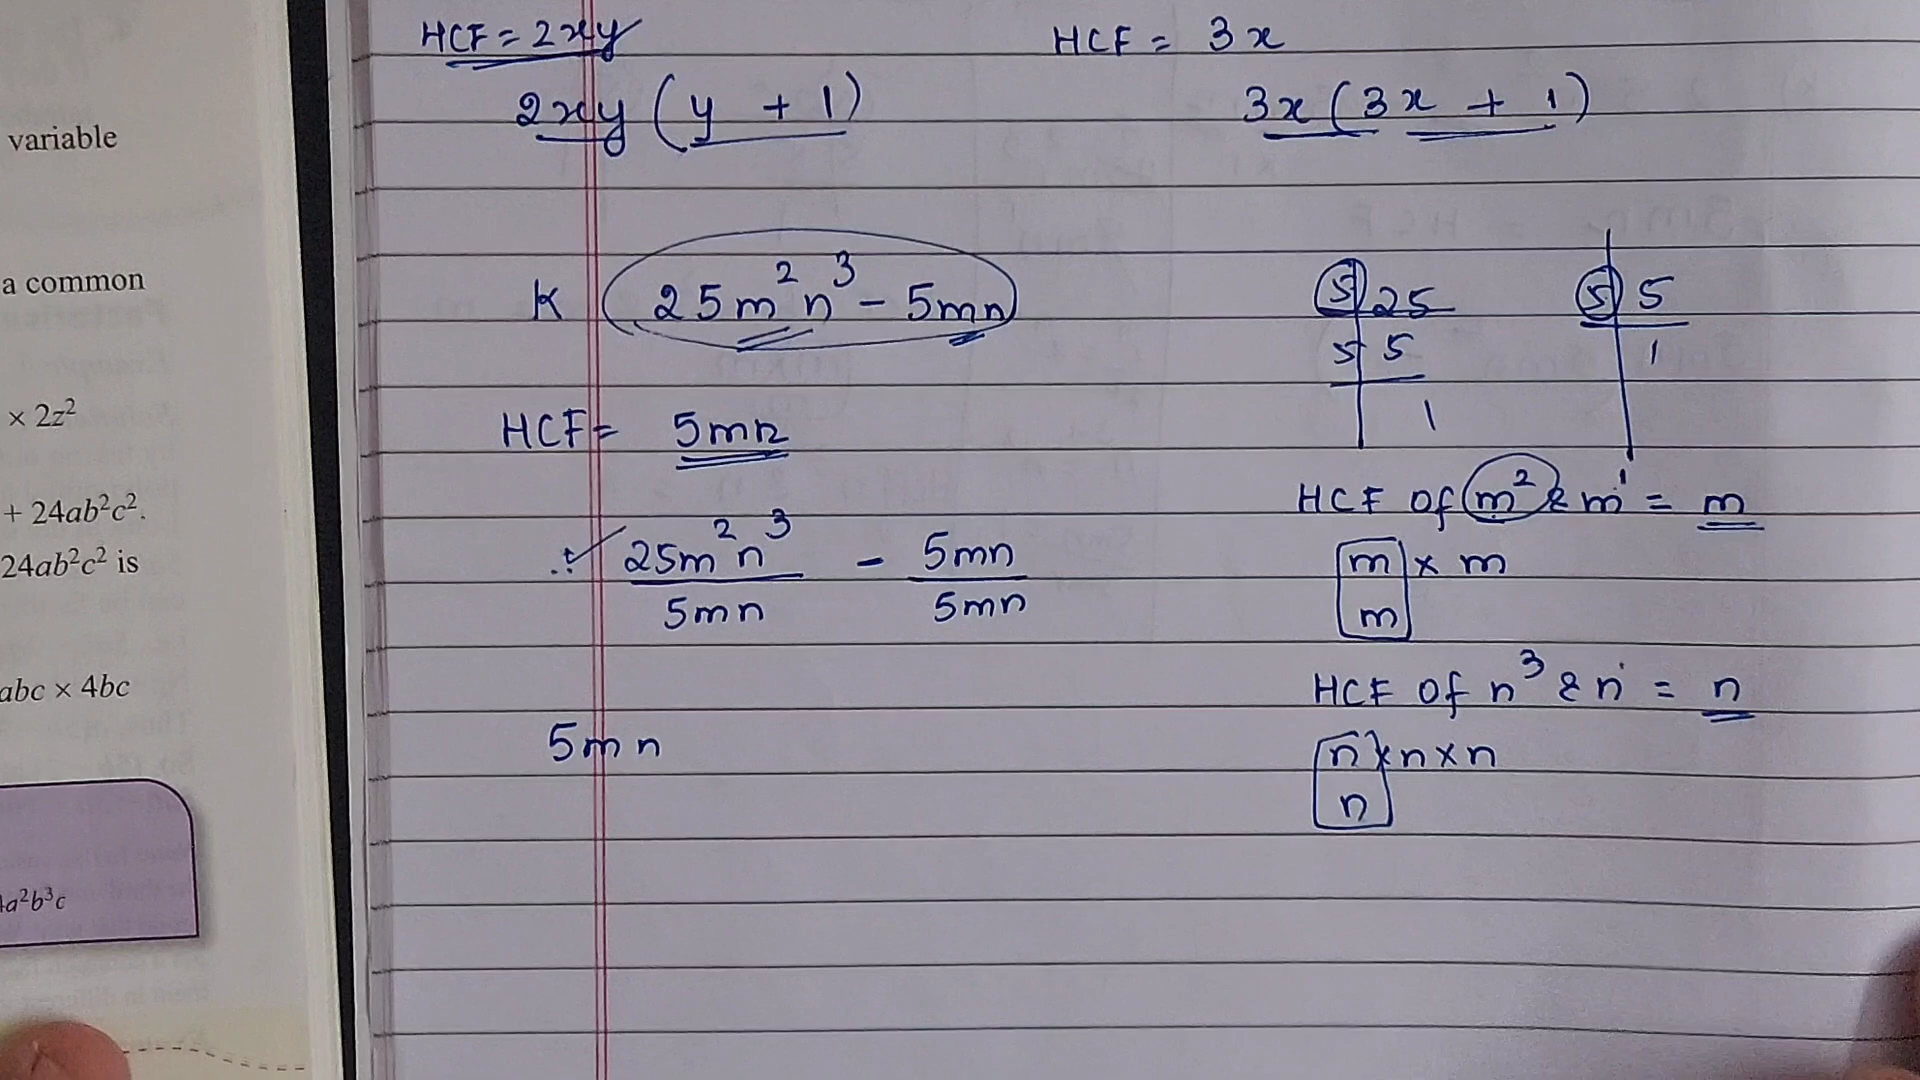 variable
a common
× 2z²
+ 24ab²c².
24ab²c² is
abc × 4bc
a²b³c
HCF = 2xy
2xy (y + 1)
HCF = 3x
3x (3x + 1)
K 25m²n³ - 5mn
HCF = 5mn
∴ 25m²n³ - 5mn
5mn 5mn
5mn
5 25
5 5
1
5 5
1
HCF of m² & m¹ = m
m × m
m
HCF of n³ & n = n
n × n × n
n